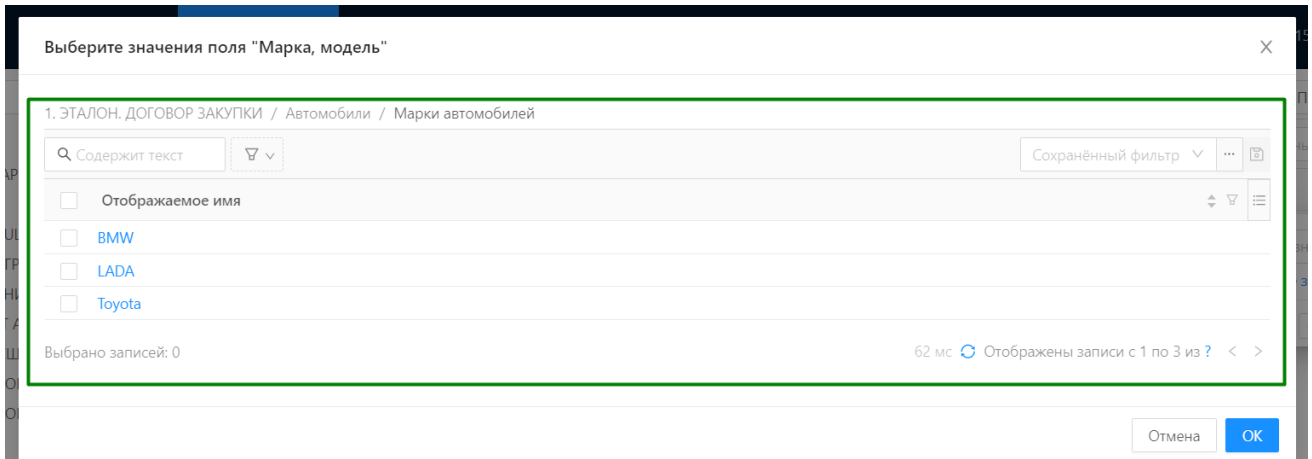 Выберите значения поля "Марка, модель"
1. ЭТАЛОН. ДОГОВОР ЗАКУПКИ / Автомобили / Марки автомобилей
Содержит текст
Сохранённый фильтр
Отображаемое имя
BMW
LADA
Toyota
Выбрано записей: 0
62 мс Отображены записи с 1 по 3 из ? < >
Отмена
OK